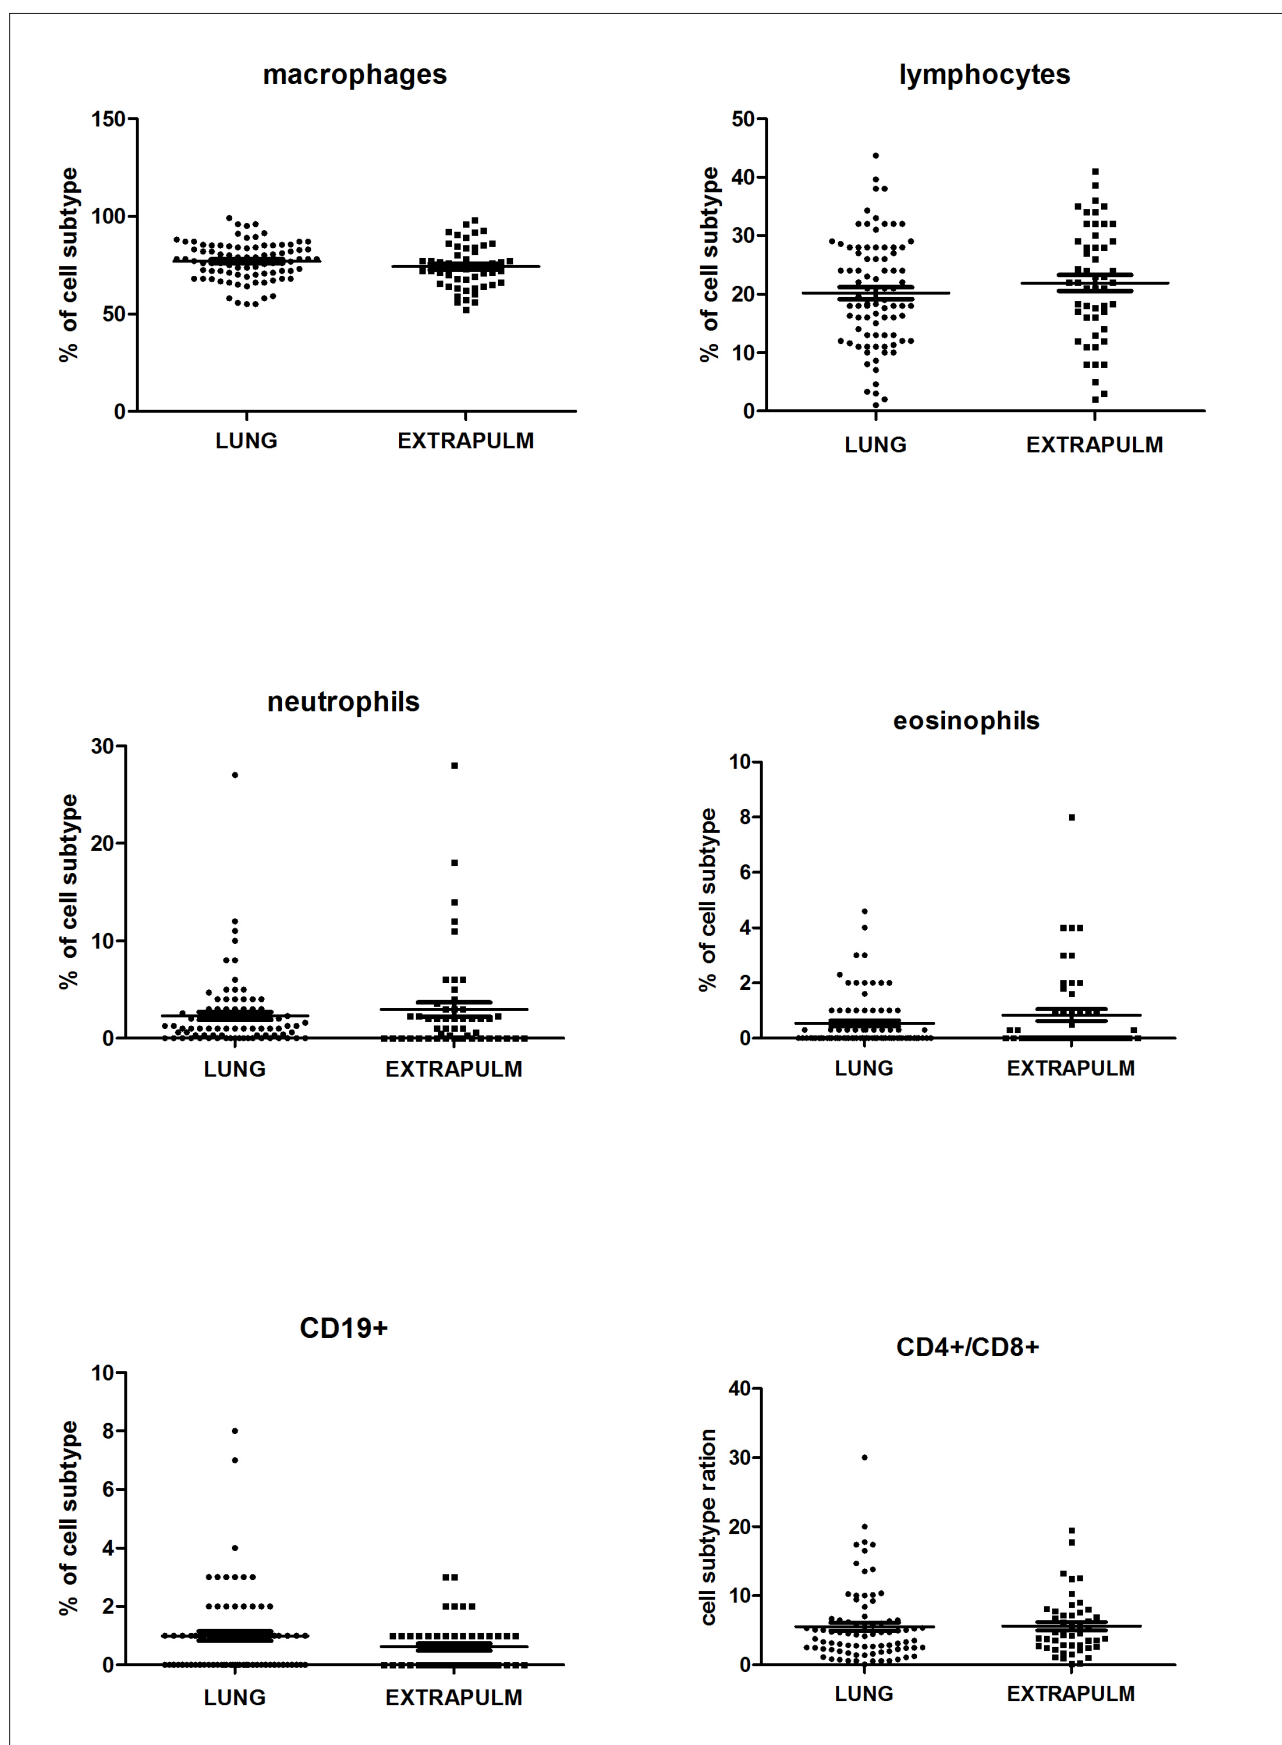 macrophages
% of cell subtype
150
100
50
0
LUNG
EXTRAPULM
lymphocytes
% of cell subtype
50
40
30
20
10
0
LUNG
EXTRAPULM
neutrophils
% of cell subtype
30
20
10
0
LUNG
EXTRAPULM
eosinophils
% of cell subtype
10
8
6
4
2
0
LUNG
EXTRAPULM
CD19+
% of cell subtype
10
8
6
4
2
0
LUNG
EXTRAPULM
CD4+/CD8+
cell subtype ration
40
30
20
10
0
LUNG
EXTRAPULM